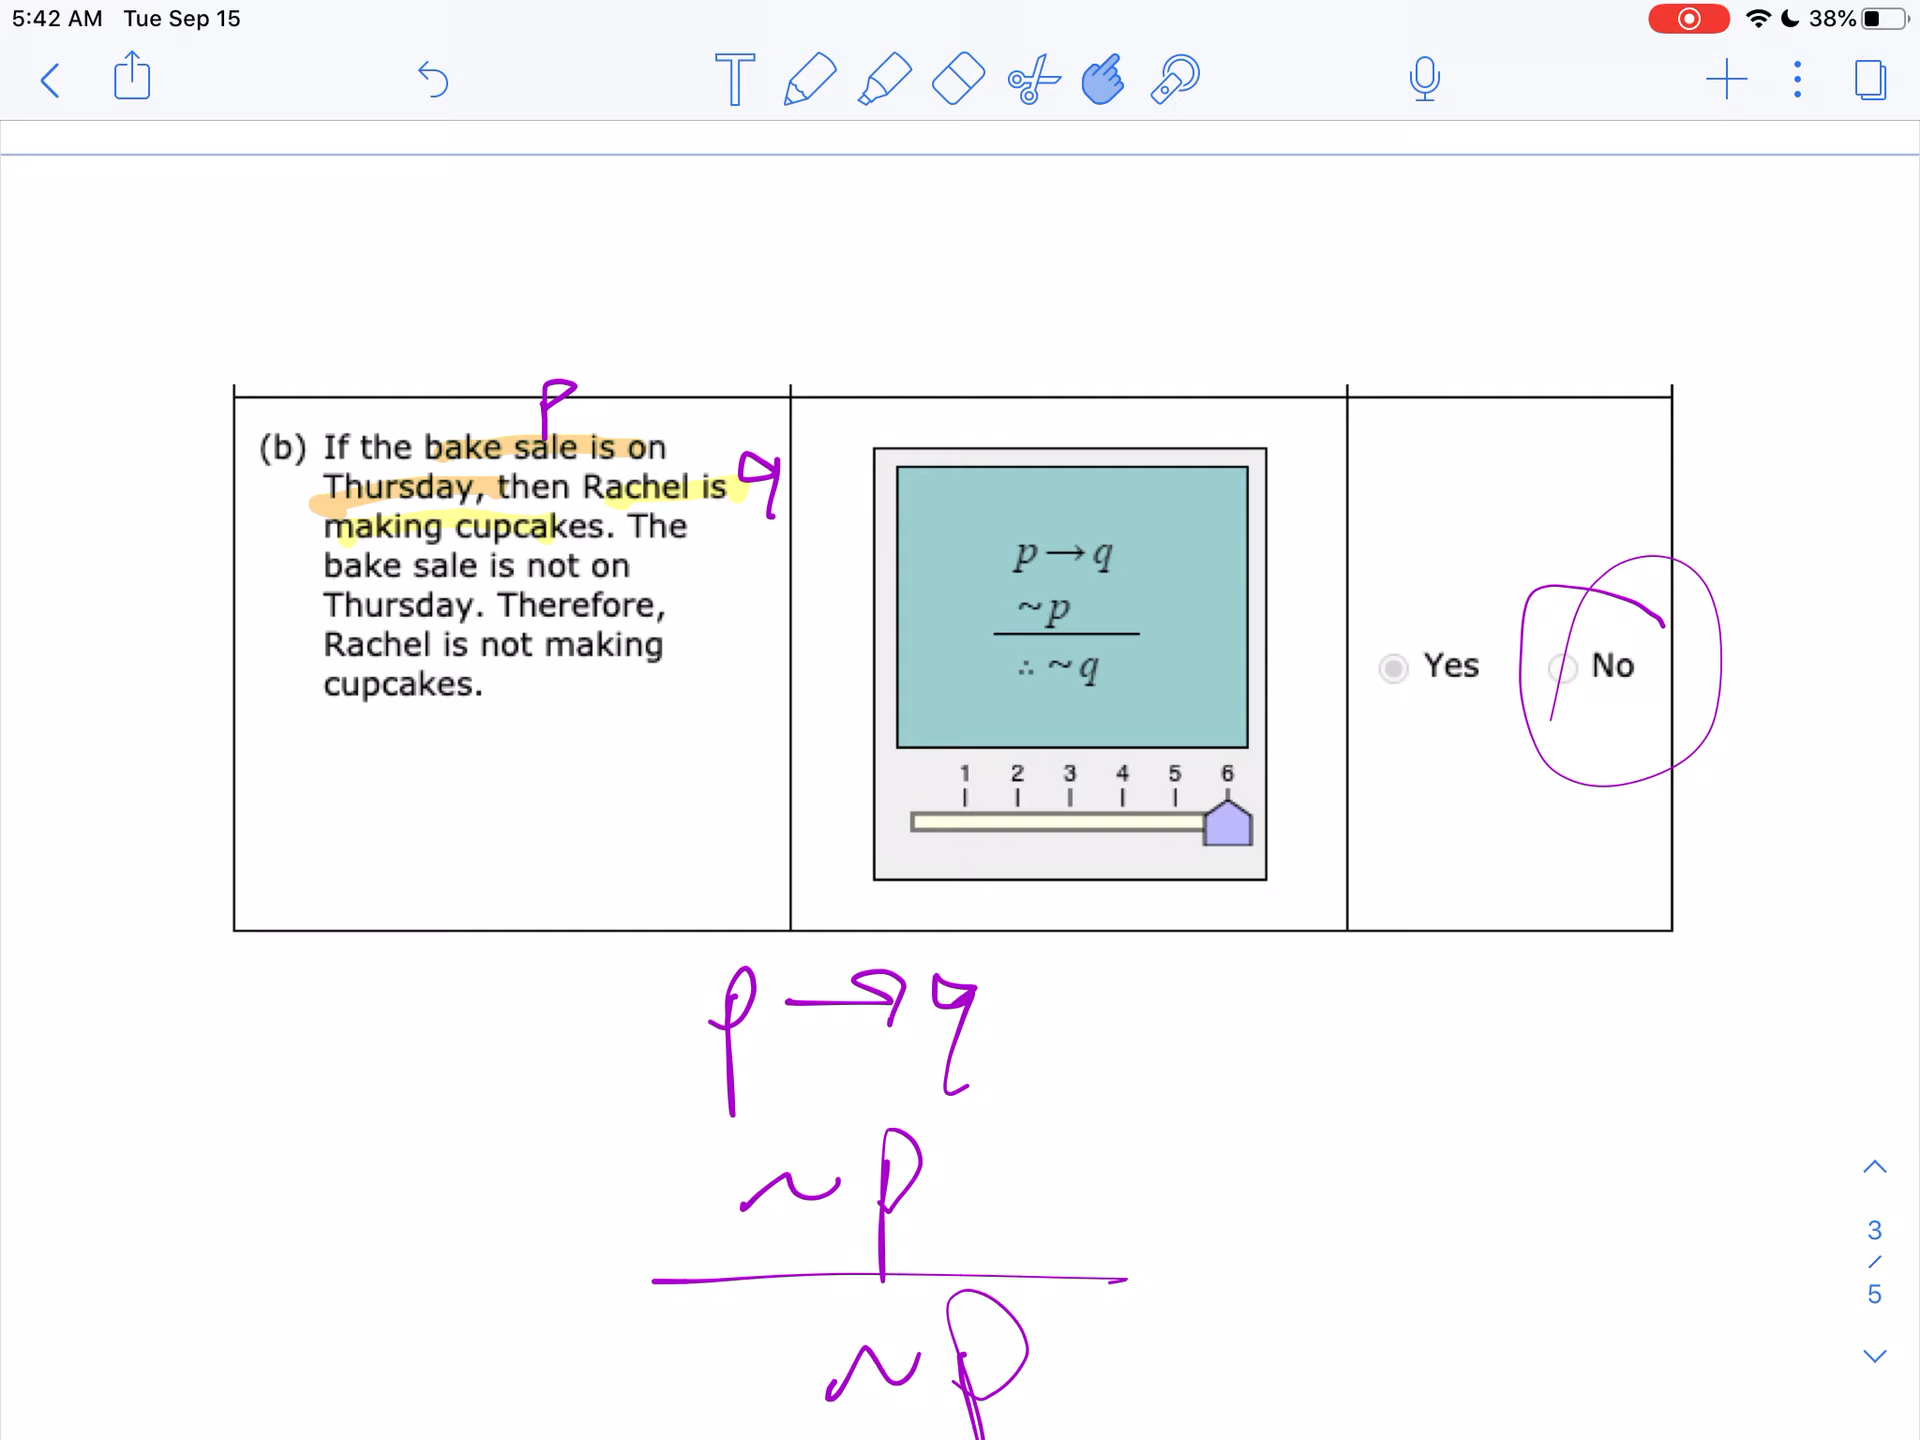 5:42 AM Tue Sep 15
38%
T
p
(b) If the bake sale is on
Thursday, then Rachel is
q
making cupcakes. The
bake sale is not on
Thursday. Therefore,
Rachel is not making
cupcakes.
p → q
~ p
∴ ~ q
1 2 3 4 5 6
Yes
No
p → q
~ p
~ p
3
/
5